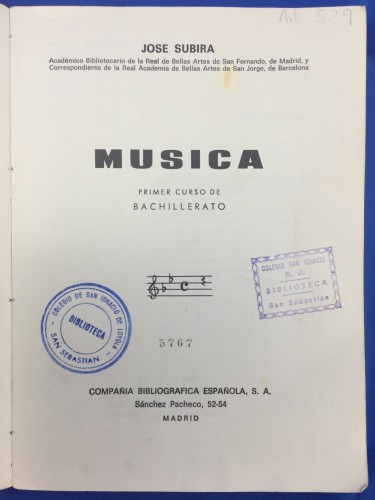 Art 529
JOSE SUBIRA
Académico Bibliotecario de la Real de Bellas Artes de San Fernando, de Madrid, y
Correspondiente de la Real Academia de Bellas Artes de San Jorge, de Barcelona
MUSICA
PRIMER CURSO DE
BACHILLERATO
COLEGIO SAN IGNACIO
S. J.
BIBLIOTECA
San Sebastián
COLEGIO DE SAN IGNACIO DE LOYOLA
BIBLIOTECA
SAN SEBASTIAN
5767
COMPAÑIA BIBLIOGRAFICA ESPAÑOLA, S. A.
Sánchez Pacheco, 52-54
MADRID